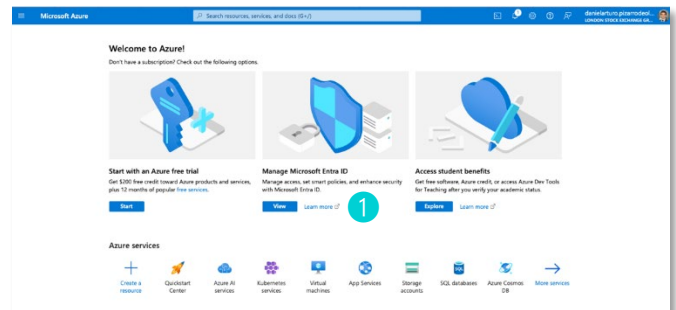 Microsoft Azure
Search resources, services, and docs (G+/)
danielarturo.pizarrodeol...
LONDON STOCK EXCHANGE GR...
Welcome to Azure!
Don't have a subscription? Check out the following options.
Start with an Azure free trial
Get $200 free credit toward Azure products and services,
plus 12 months of popular free services.
Start
Manage Microsoft Entra ID
Manage access, set smart policies, and enhance security
with Microsoft Entra ID.
View
Learn more
1
Access student benefits
Get free software, Azure credit, or access Azure Dev Tools
for Teaching after you verify your academic status.
Explore
Learn more
Azure services
Create a
resource
Quickstart
Center
Azure AI
services
Kubernetes
services
Virtual
machines
App Services
Storage
accounts
SQL
SQL databases
Azure Cosmos
DB
More services